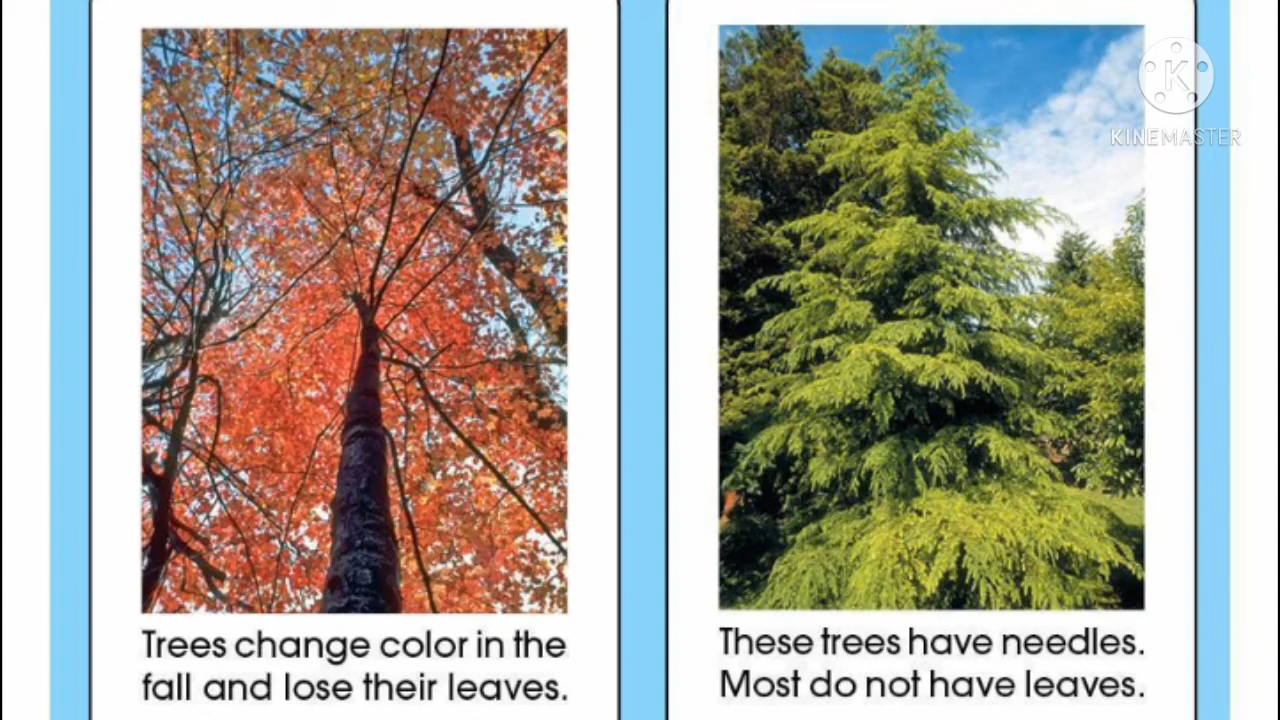 K
KINEMASTER
Trees change color in the
fall and lose their leaves.
These trees have needles.
Most do not have leaves.